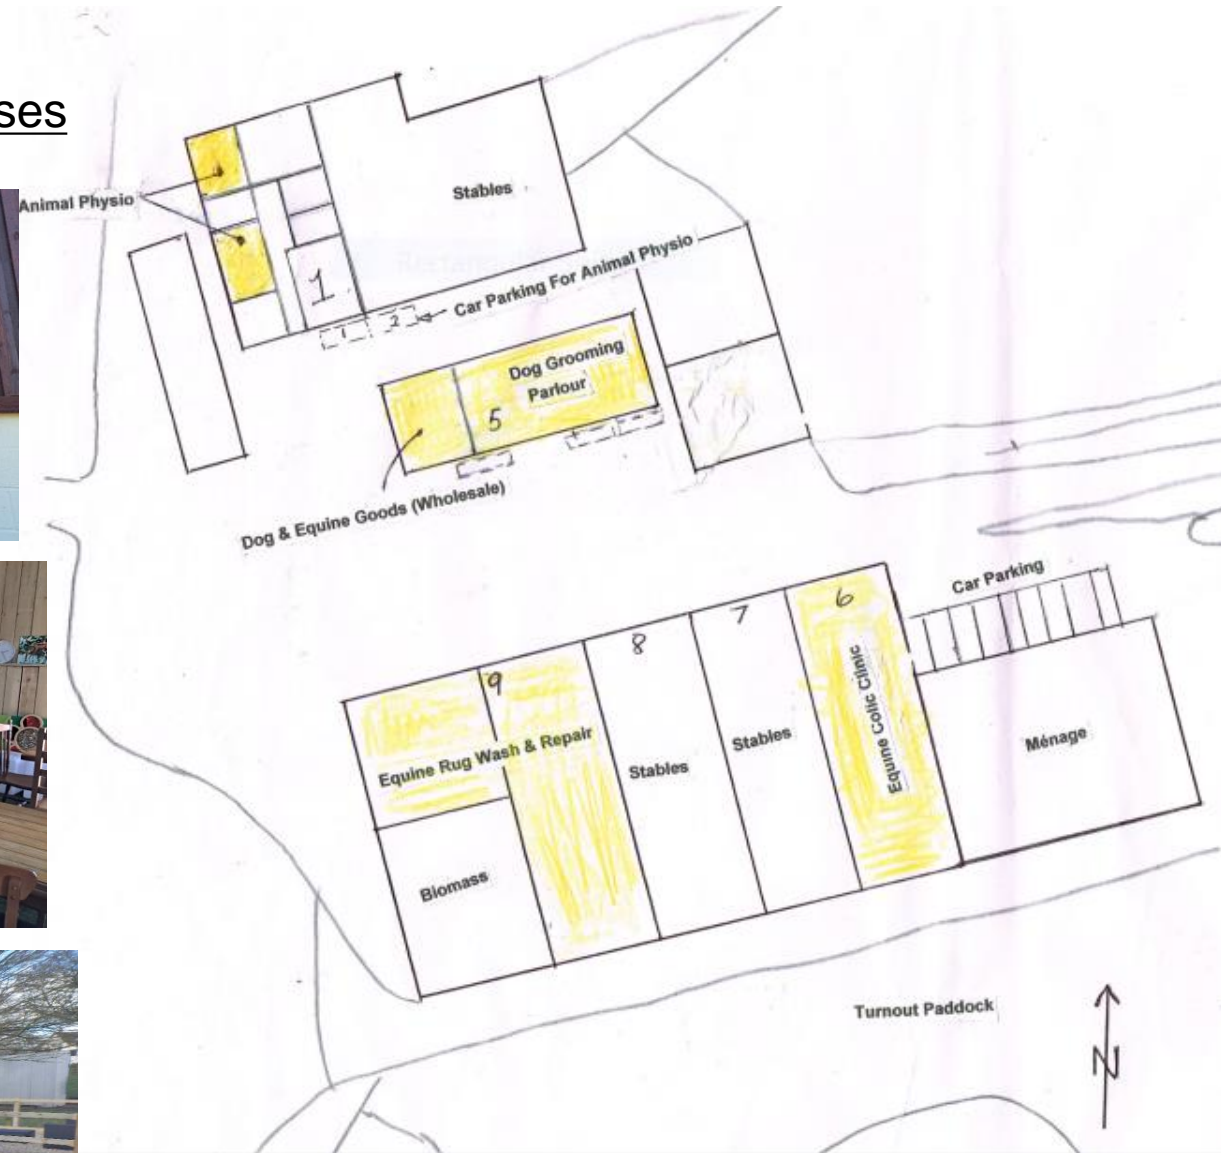 ses
Animal Physio
Stables
1
Car Parking For Animal Physio
1
2
Dog Grooming
Parlour
5
Dog & Equine Goods (Wholesale)
Car Parking
6
7
8
9
Equine Colic Clinic
Equine Rug Wash & Repair
Stables
Stables
Ménage
Biomass
Turnout Paddock
N